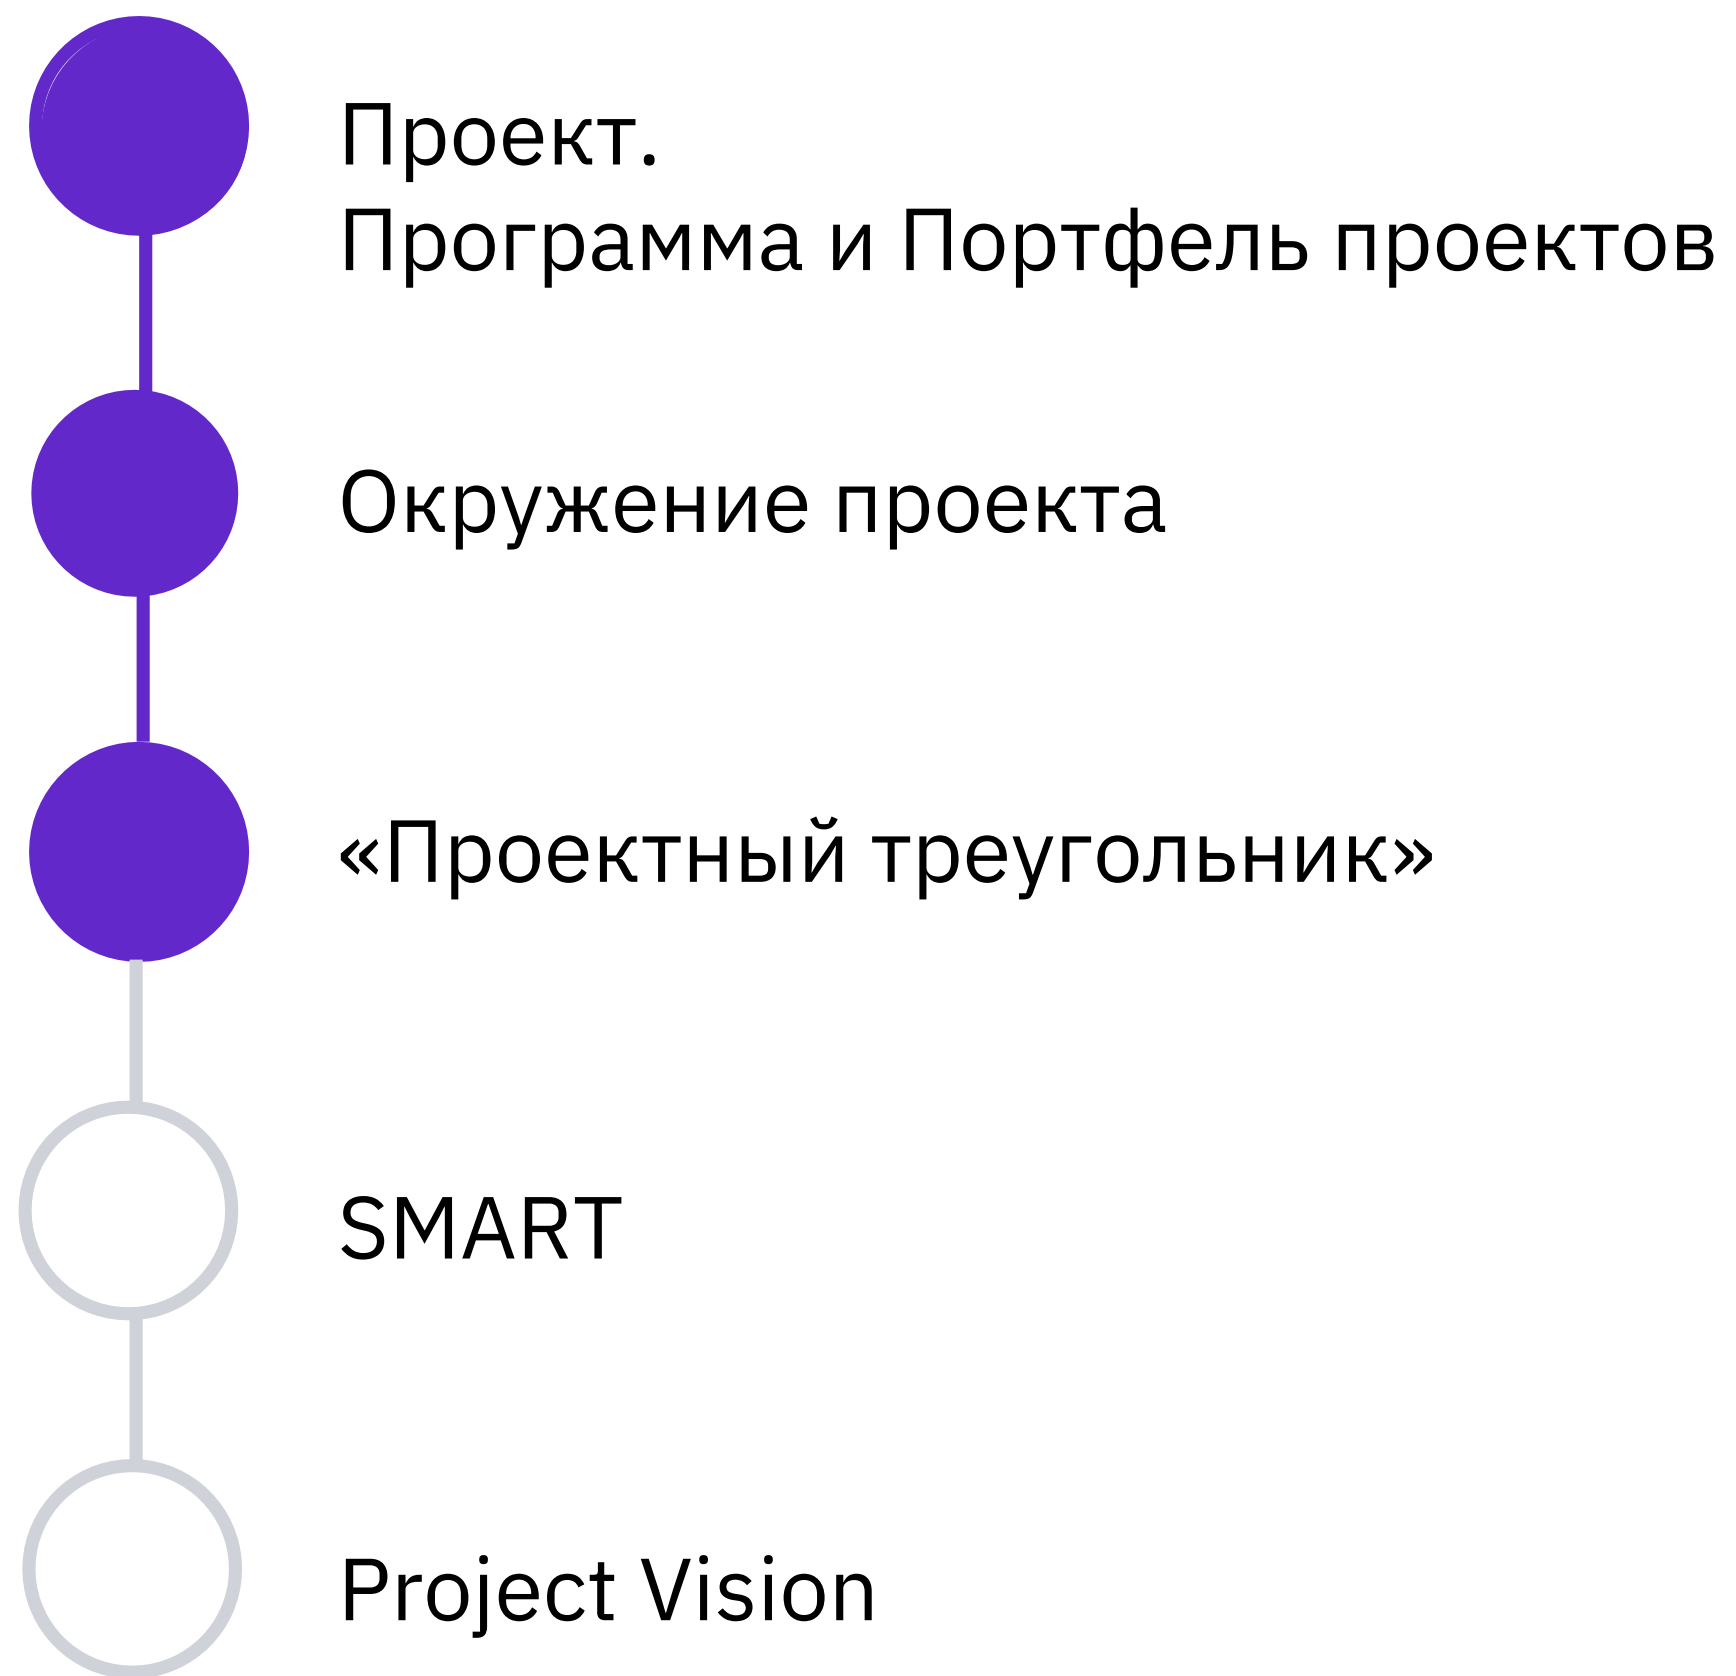 Проект.
Программа и Портфель проектов
Окружение проекта
«Проектный треугольник»
SMART
Project Vision